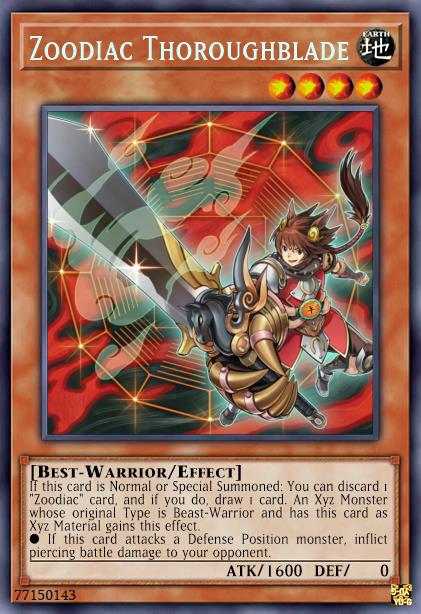 Zoodiac Thoroughblade
EARTH
地
[Best-Warrior/Effect]
If this card is Normal or Special Summoned: You can discard 1
"Zoodiac" card, and if you do, draw 1 card. An Xyz Monster
whose original Type is Beast-Warrior and has this card as
Xyz Material gains this effect.
● If this card attacks a Defense Position monster, inflict
piercing battle damage to your opponent.
ATK/1600 DEF/ 0
77150143